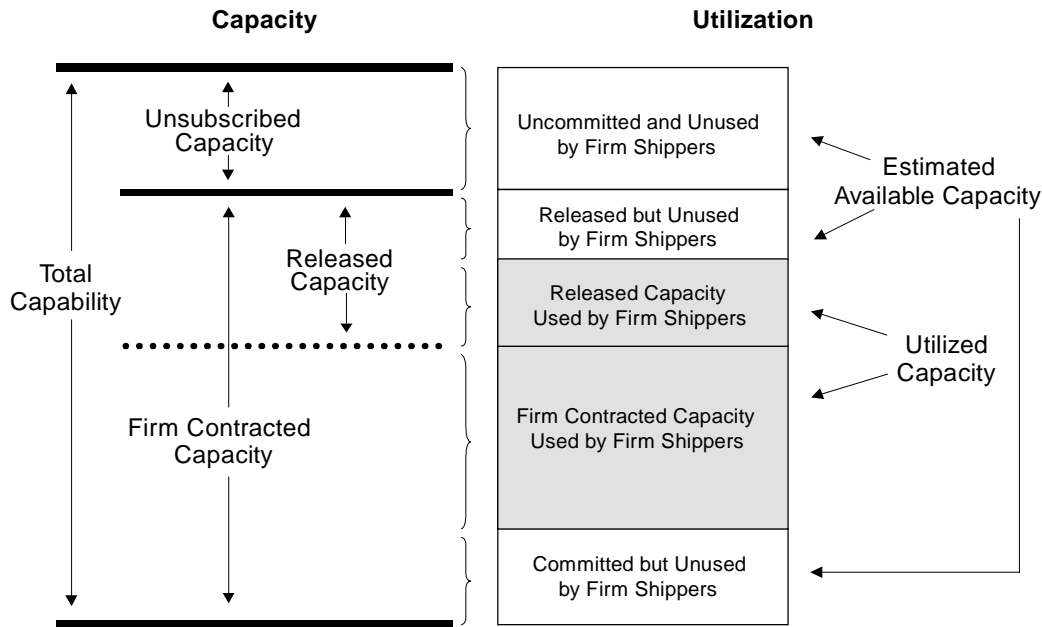 Capacity
Utilization
Unsubscribed
Capacity
Uncommitted and Unused
by Firm Shippers
Estimated
Available Capacity
Released but Unused
by Firm Shippers
Released
Capacity
Total
Capability
Released Capacity
Used by Firm Shippers
Utilized
Capacity
Firm Contracted
Capacity
Firm Contracted Capacity
Used by Firm Shippers
Committed but Unused
by Firm Shippers